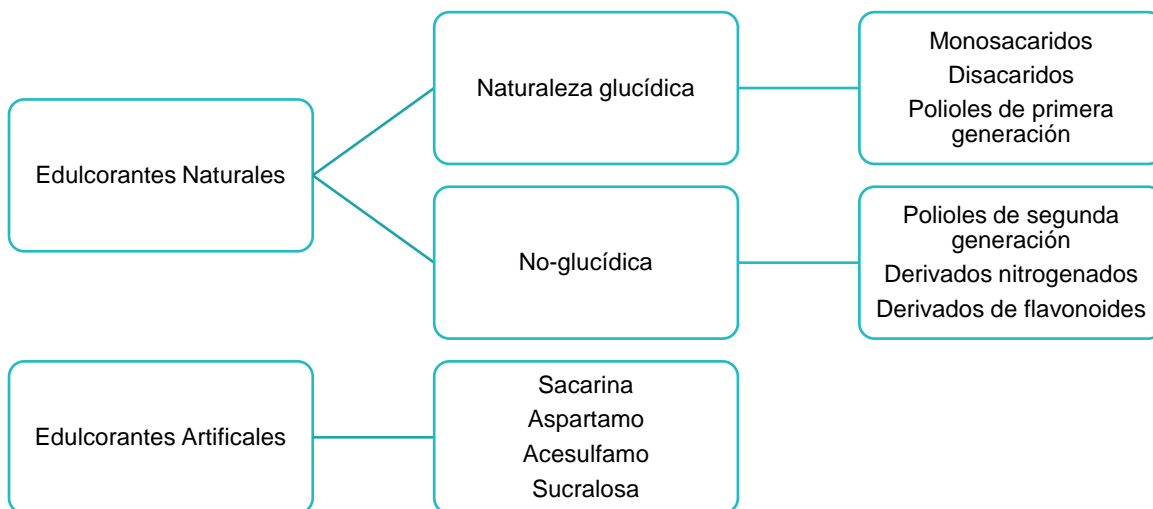 Edulcorantes Naturales
Naturaleza glucídica
Monosacaridos
Disacaridos
Polioles de primera
generación
No-glucídica
Polioles de segunda
generación
Derivados nitrogenados
Derivados de flavonoides
Edulcorantes Artificales
Sacarina
Aspartamo
Acesulfamo
Sucralosa